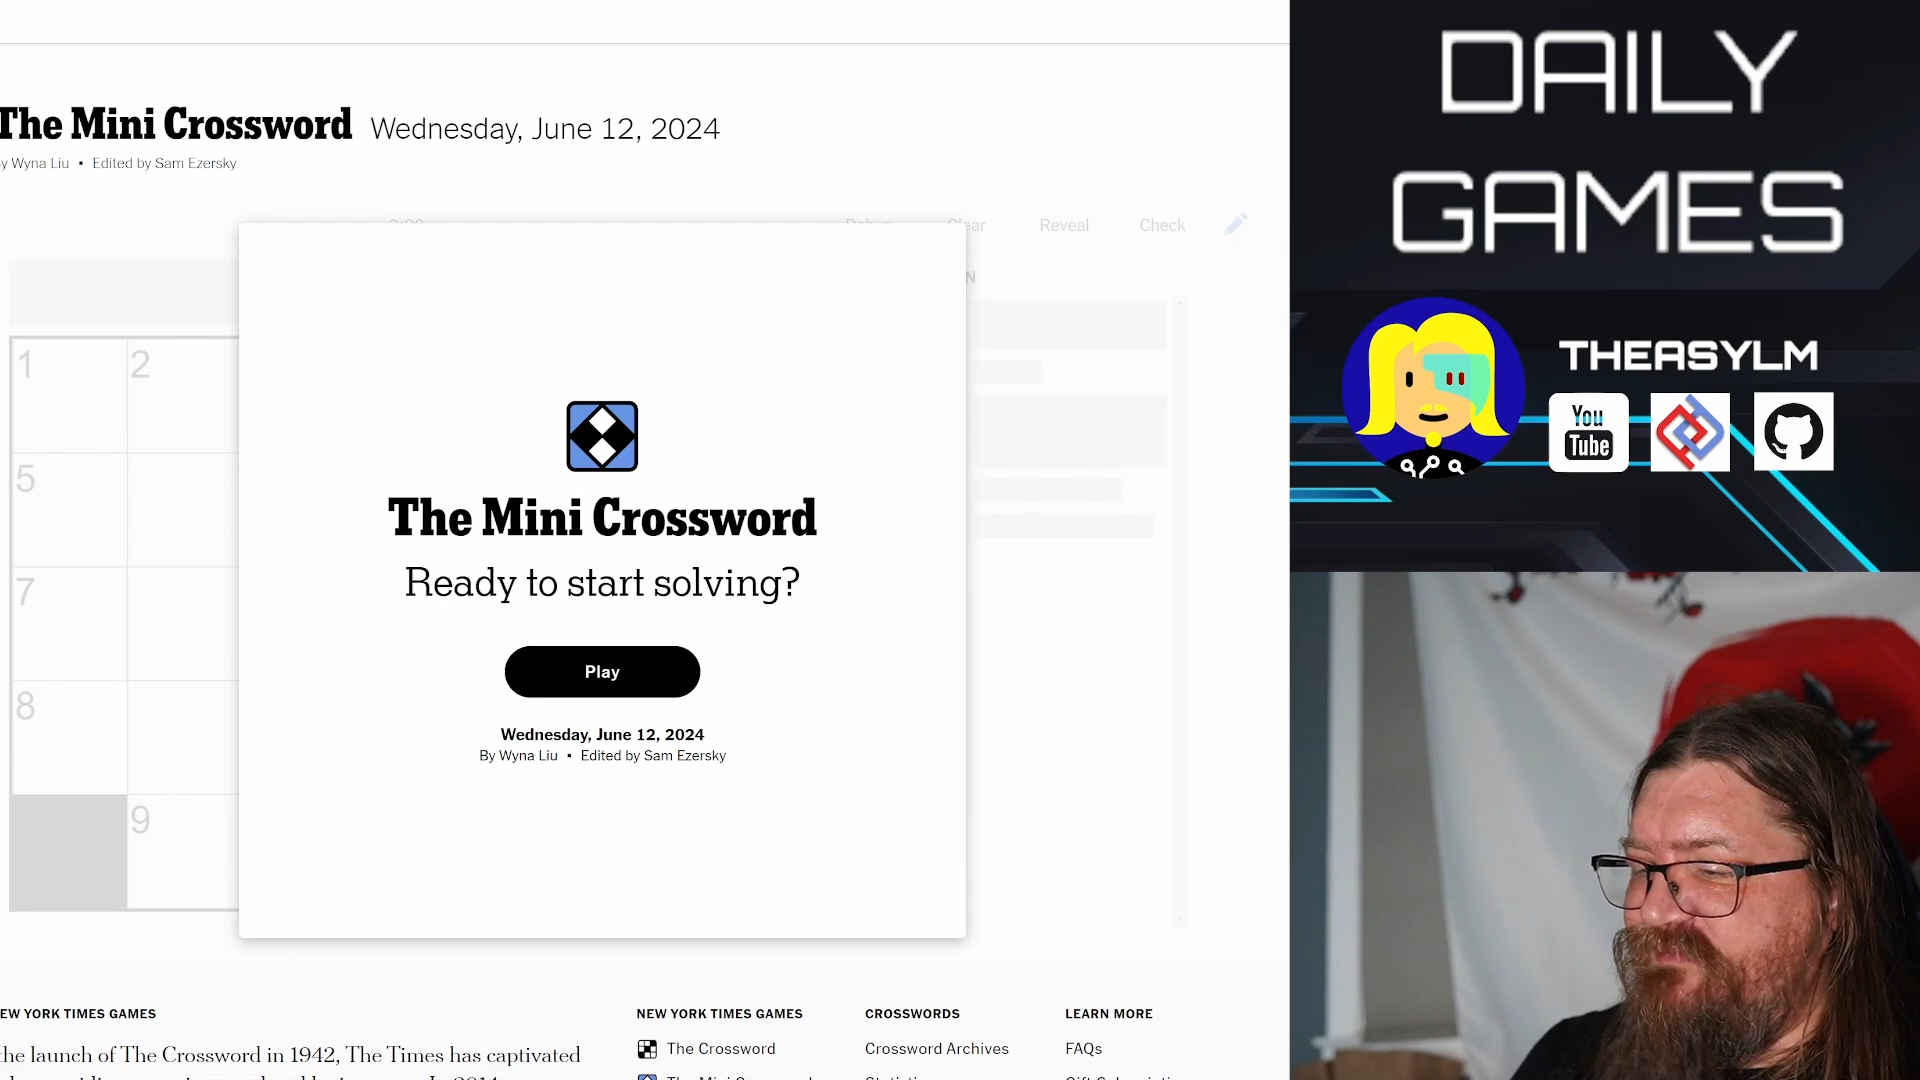 The Mini Crossword Wednesday, June 12, 2024
y Wyna Liu • Edited by Sam Ezersky
Reveal
Check
1
2
5
7
8
9
The Mini Crossword
Ready to start solving?
Play
Wednesday, June 12, 2024
By Wyna Liu • Edited by Sam Ezersky
EW YORK TIMES GAMES
the launch of The Crossword in 1942, The Times has captivated
NEW YORK TIMES GAMES
The Crossword
CROSSWORDS
Crossword Archives
LEARN MORE
FAQs
DAILY
GAMES
THEASYLM
You
Tube